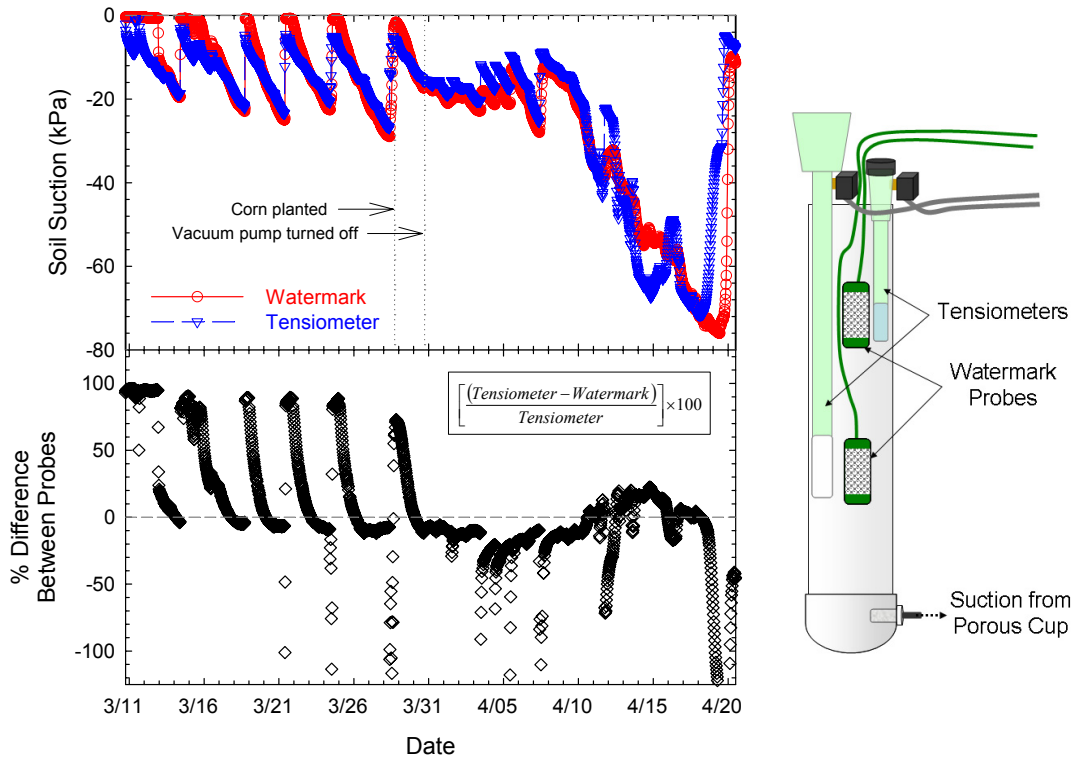 0
-20
-40
-60
-80
Soil Suction (kPa)
Corn planted
Vacuum pump turned off
Watermark
Tensiometer
100
50
0
-50
-100
% Difference
Between Probes
[(Tensiometer – Watermark) / Tensiometer] × 100
3/11 3/16 3/21 3/26 3/31 4/05 4/10 4/15 4/20
Date
Tensiometers
Watermark
Probes
Suction from
Porous Cup